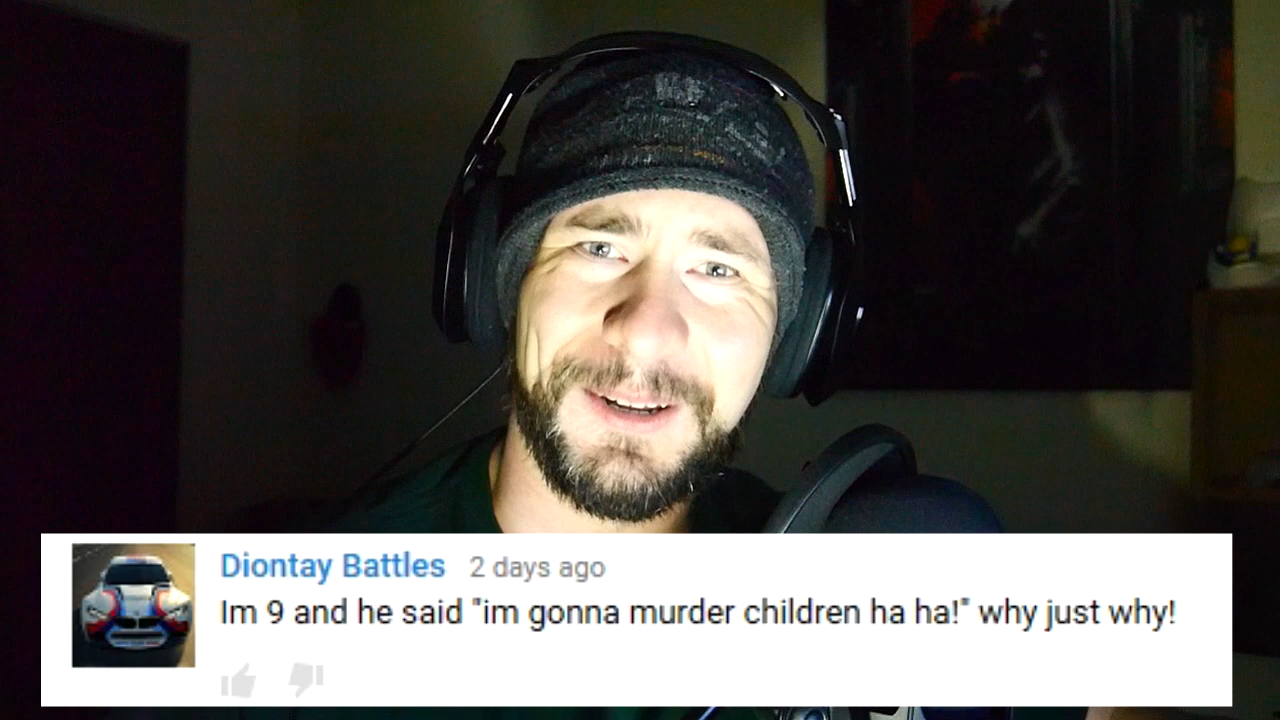 Diontay Battles 2 days ago
Im 9 and he said "im gonna murder children ha ha!" why just why!